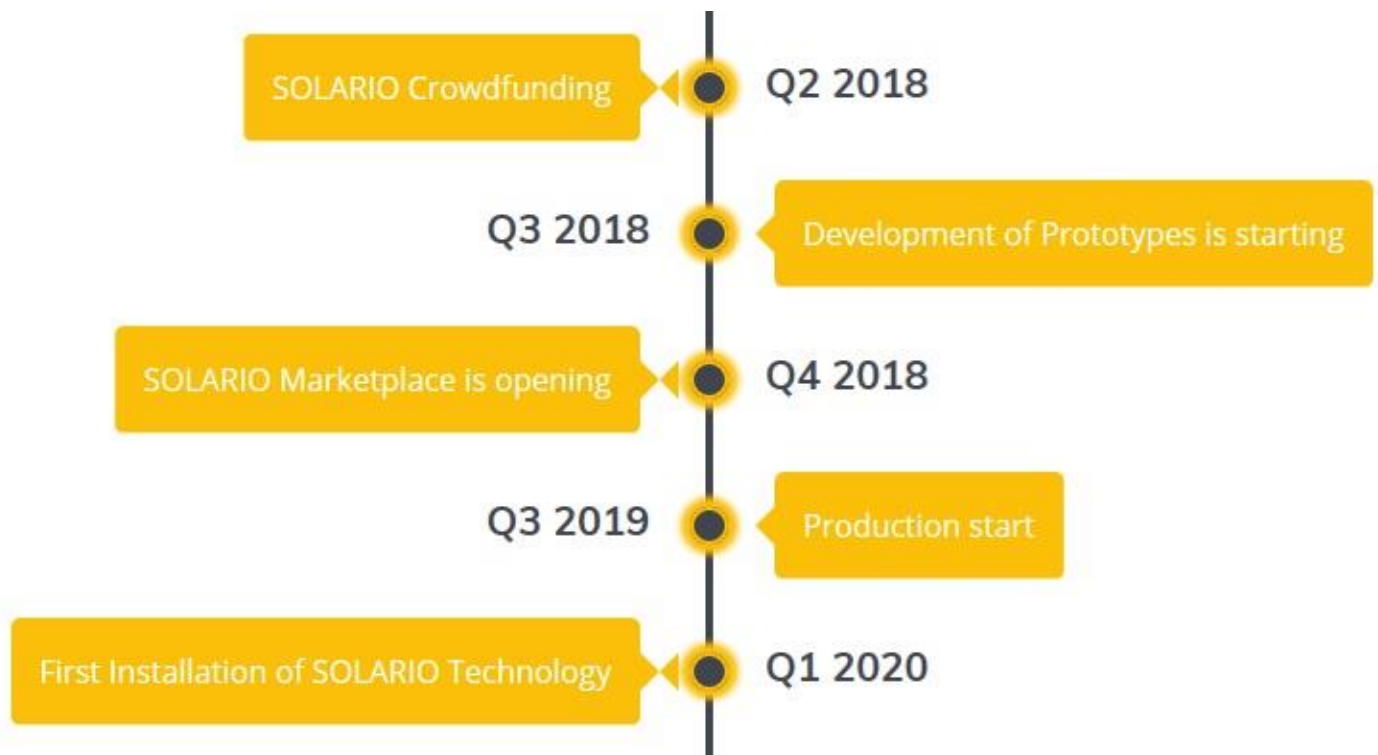 SOLARIO Crowdfunding
Q2 2018
Q3 2018
Development of Prototypes is starting
SOLARIO Marketplace is opening
Q4 2018
Q3 2019
Production start
First Installation of SOLARIO Technology
Q1 2020